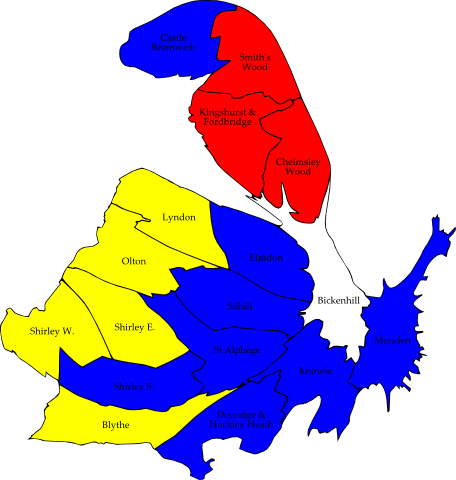 Castle
Bromwich
Smith's
Wood
Kingshurst &
Fordbridge
Chelmsley
Wood
Lyndon
Olton
Elmdon
Silhill
Bickenhill
Shirley W.
Shirley E.
St Alphege
Meriden
Knowle
Shirley S.
Dorridge &
Hockley Heath
Blythe